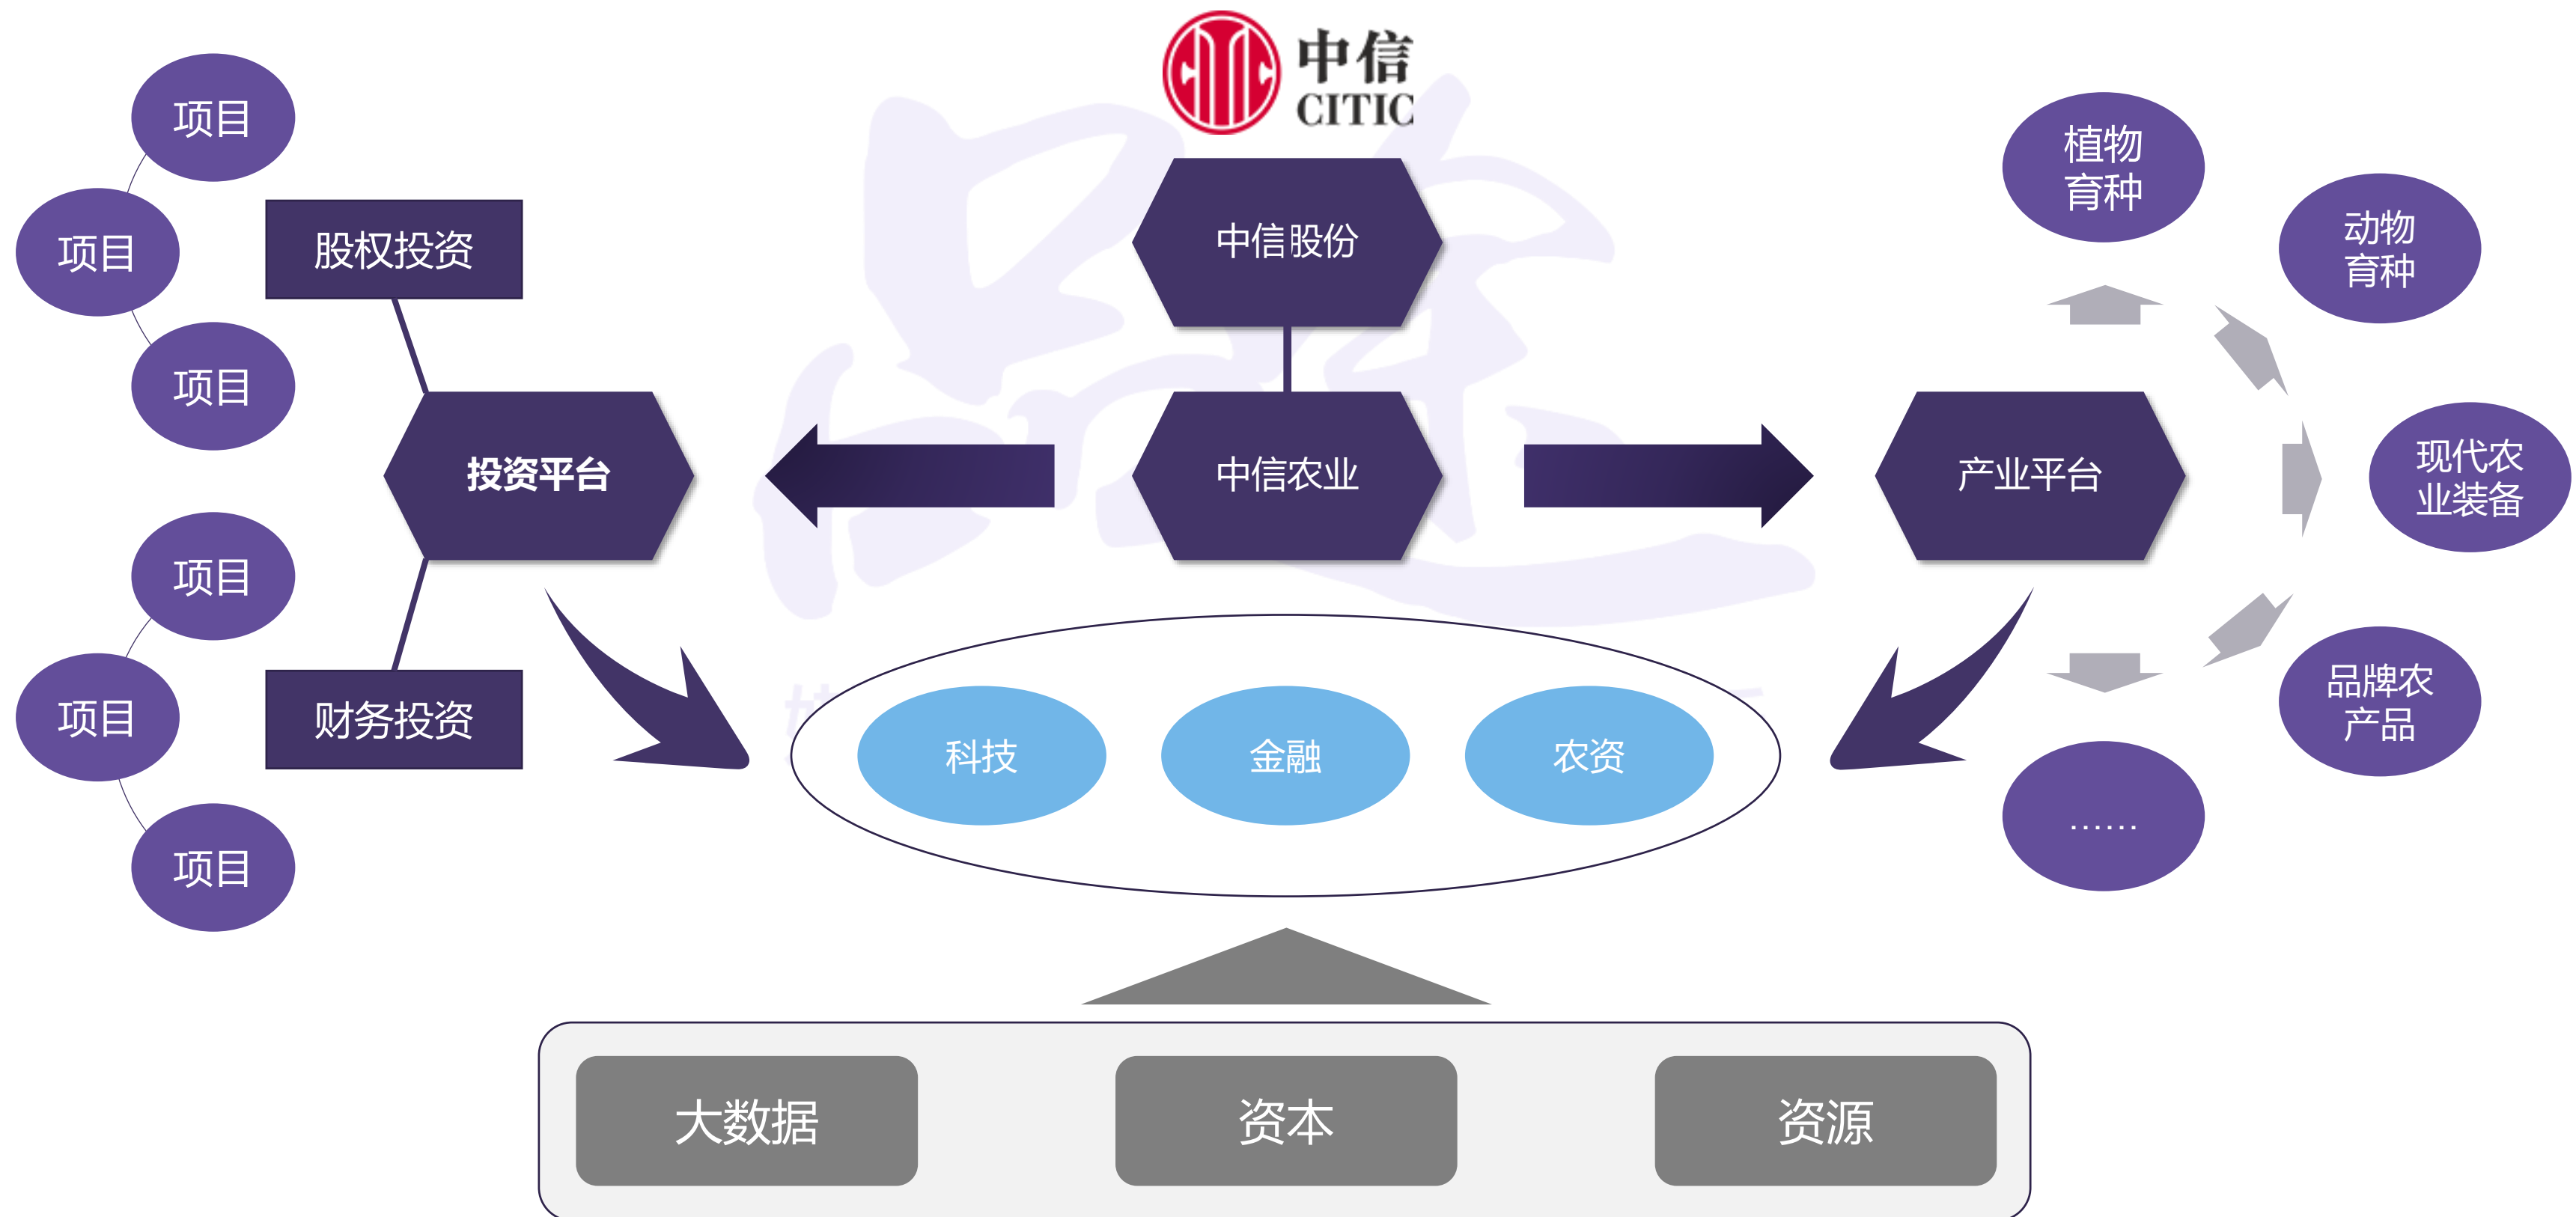 中信
CITIC
项目
项目
项目
股权投资
中信股份
植物
育种
动物
育种
投资平台
中信农业
产业平台
现代农
业装备
项目
项目
项目
财务投资
科技
金融
农资
品牌农
产品
……
大数据
资本
资源